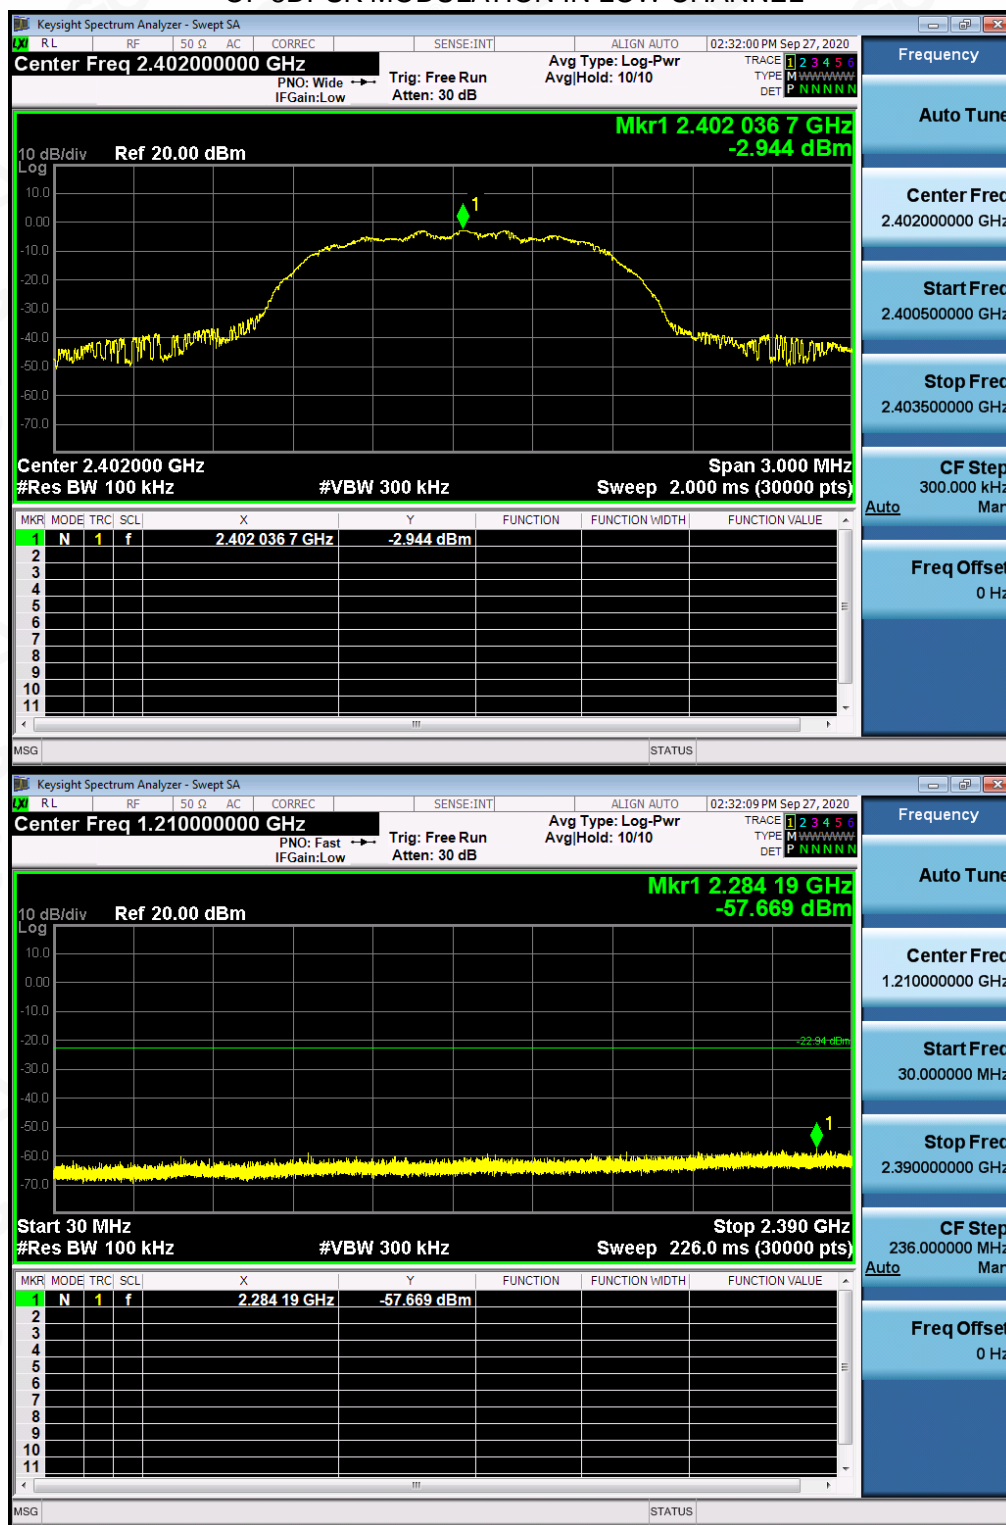 Keysight Spectrum Analyzer - Swept SA
LXI RL RF 50 Ω AC CORREC SENSE:INT ALIGN AUTO 02:32:00 PM Sep 27, 2020
Center Freq 2.402000000 GHz
PNO: Wide
IFGain:Low
Trig: Free Run
Atten: 30 dB
Avg Type: Log-Pwr
Avg|Hold: 10/10
TRACE 1 2 3 4 5 6
TYPE M WWWWW
DET P N N N N N
Mkr1 2.402 036 7 GHz
-2.944 dBm
10 dB/div Ref 20.00 dBm
Log
10.0
0.00
-10.0
-20.0
-30.0
-40.0
-50.0
-60.0
-70.0
1
Center 2.402000 GHz Span 3.000 MHz
#Res BW 100 kHz #VBW 300 kHz Sweep 2.000 ms (30000 pts)
MKR MODE TRC SCL X Y FUNCTION FUNCTION WIDTH FUNCTION VALUE
1 N 1 f 2.402 036 7 GHz -2.944 dBm
2
3
4
5
6
7
8
9
10
11
MSG STATUS
Frequency
Auto Tune
Center Freq
2.402000000 GHz
Start Freq
2.400500000 GHz
Stop Freq
2.403500000 GHz
CF Step
300.000 kHz
Auto Man
Freq Offset
0 Hz
Keysight Spectrum Analyzer - Swept SA
LXI RL RF 50 Ω AC CORREC SENSE:INT ALIGN AUTO 02:32:09 PM Sep 27, 2020
Center Freq 1.210000000 GHz
PNO: Fast
IFGain:Low
Trig: Free Run
Atten: 30 dB
Avg Type: Log-Pwr
Avg|Hold: 10/10
TRACE 1 2 3 4 5 6
TYPE M WWWWW
DET P N N N N N
Mkr1 2.284 19 GHz
-57.669 dBm
10 dB/div Ref 20.00 dBm
Log
10.0
0.00
-10.0
-20.0
-30.0
-40.0
-50.0
-60.0
-70.0
-22.94 dBm
1
Start 30 MHz Stop 2.390 GHz
#Res BW 100 kHz #VBW 300 kHz Sweep 226.0 ms (30000 pts)
MKR MODE TRC SCL X Y FUNCTION FUNCTION WIDTH FUNCTION VALUE
1 N 1 f 2.284 19 GHz -57.669 dBm
2
3
4
5
6
7
8
9
10
11
MSG STATUS
Frequency
Auto Tune
Center Freq
1.210000000 GHz
Start Freq
30.000000 MHz
Stop Freq
2.390000000 GHz
CF Step
236.000000 MHz
Auto Man
Freq Offset
0 Hz